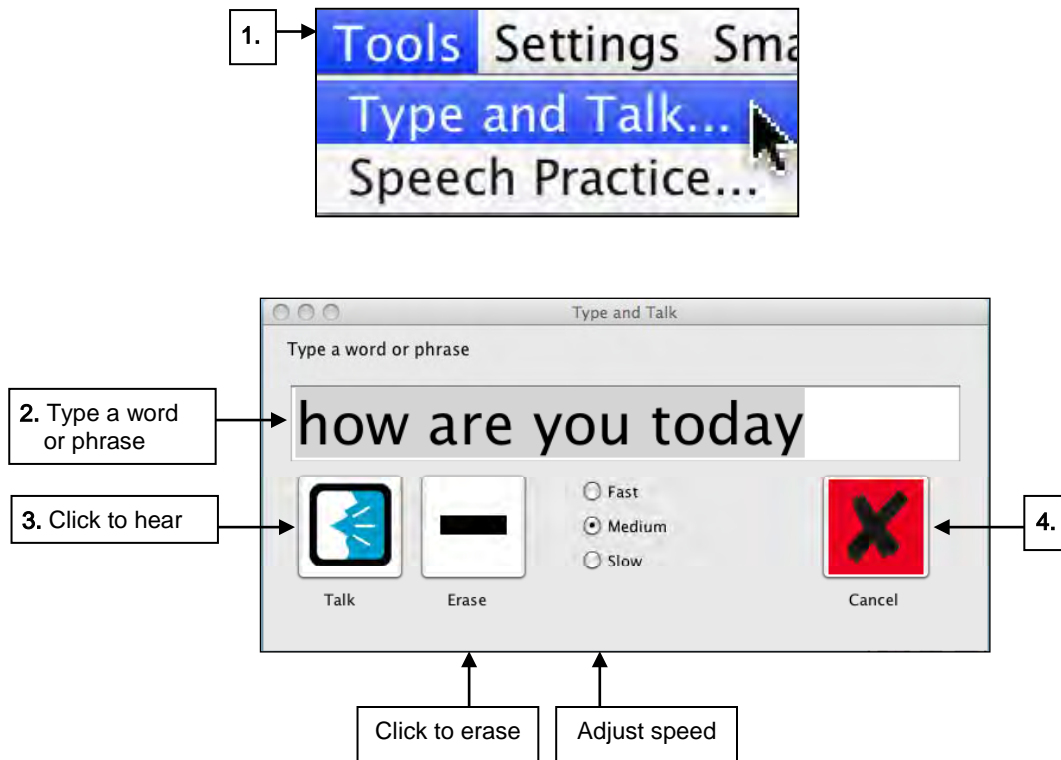 1.
Tools Settings Sma
Type and Talk...
Speech Practice...
Type and Talk
Type a word or phrase
2. Type a word
or phrase
how are you today
3. Click to hear
Fast
Medium
Slow
4.
Talk Erase Cancel
Click to erase Adjust speed